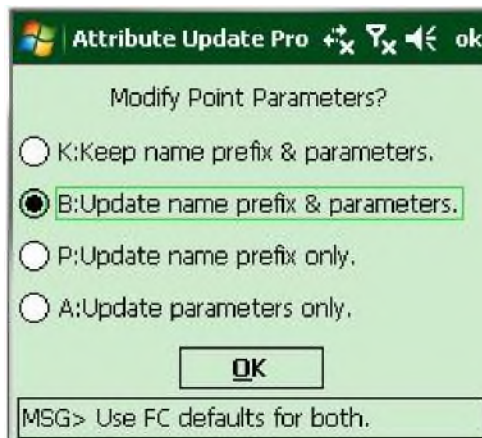 Attribute Update Pro ok
Modify Point Parameters?
K:Keep name prefix & parameters.
B:Update name prefix & parameters.
P:Update name prefix only.
A:Update parameters only.
OK
MSG> Use FC defaults for both.